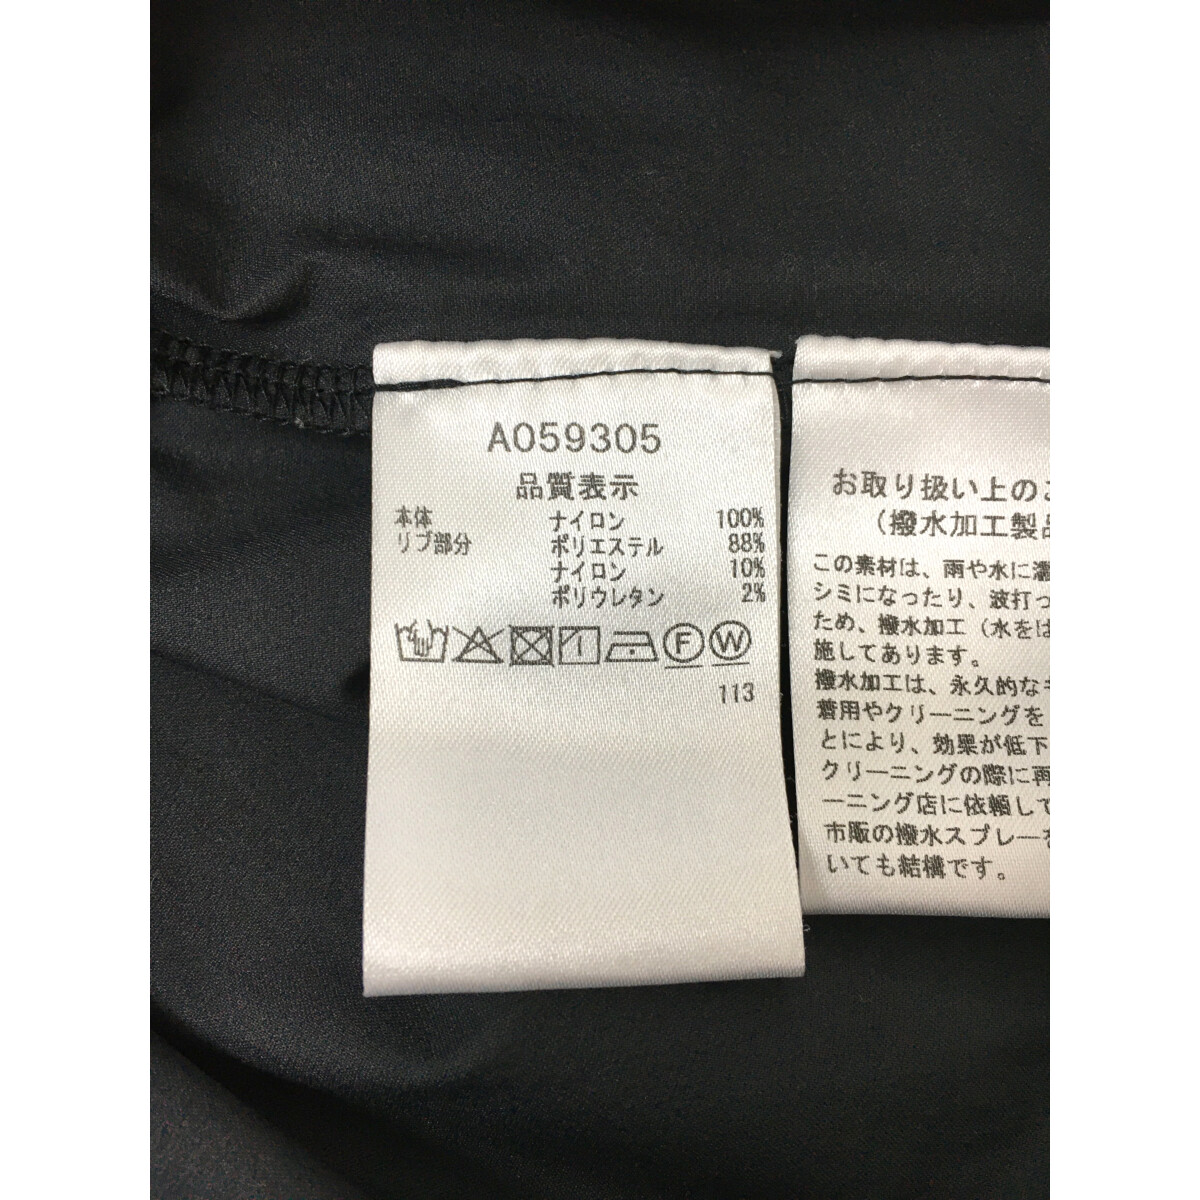 A059305
品質表示
本体 ナイロン 100%
リブ部分 ポリエステル 88%
ナイロン 10%
ポリウレタン 2%
F W
113
お取り扱い上のこ
（撥水加工製品
この素材は、雨や水に濡
シミになったり、波打っ
ため、撥水加工（水をは
施してあります。
撥水加工は、永久的な
着用やクリーニングを
とにより、効果が低下
クリーニングの際に再
ーニング店に依頼して
市販の撥水スプレーを
いても結構です。